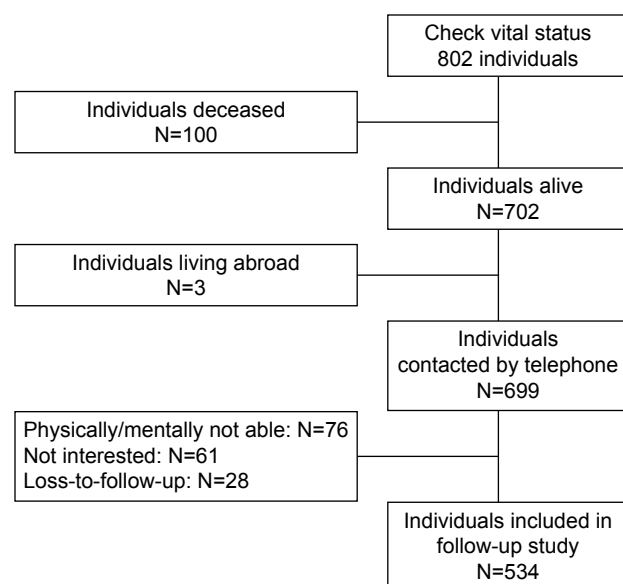 Check vital status
802 individuals
Individuals deceased
N=100
Individuals alive
N=702
Individuals living abroad
N=3
Individuals
contacted by telephone
N=699
Physically/mentally not able: N=76
Not interested: N=61
Loss-to-follow-up: N=28
Individuals included in
follow-up study
N=534